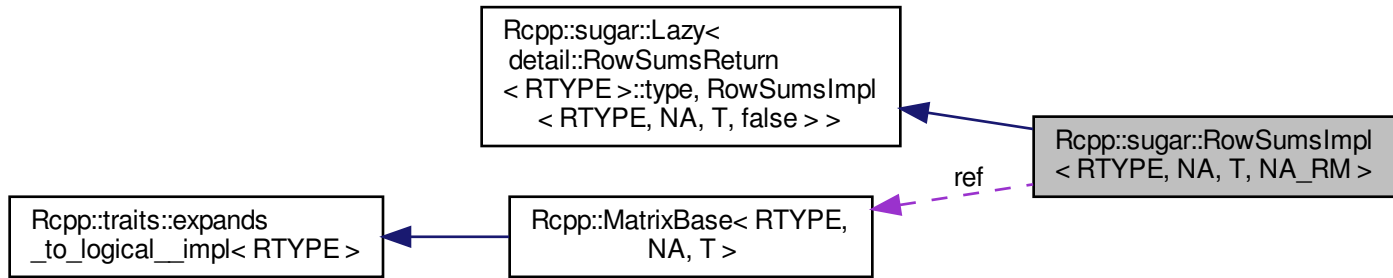 Rcpp::sugar::Lazy<
detail::RowSumsReturn
< RTYPE >::type, RowSumsImpl
< RTYPE, NA, T, false > >
Rcpp::sugar::RowSumsImpl
< RTYPE, NA, T, NA_RM >
ref
Rcpp::traits::expands
_to_logical__impl< RTYPE >
Rcpp::MatrixBase< RTYPE,
NA, T >